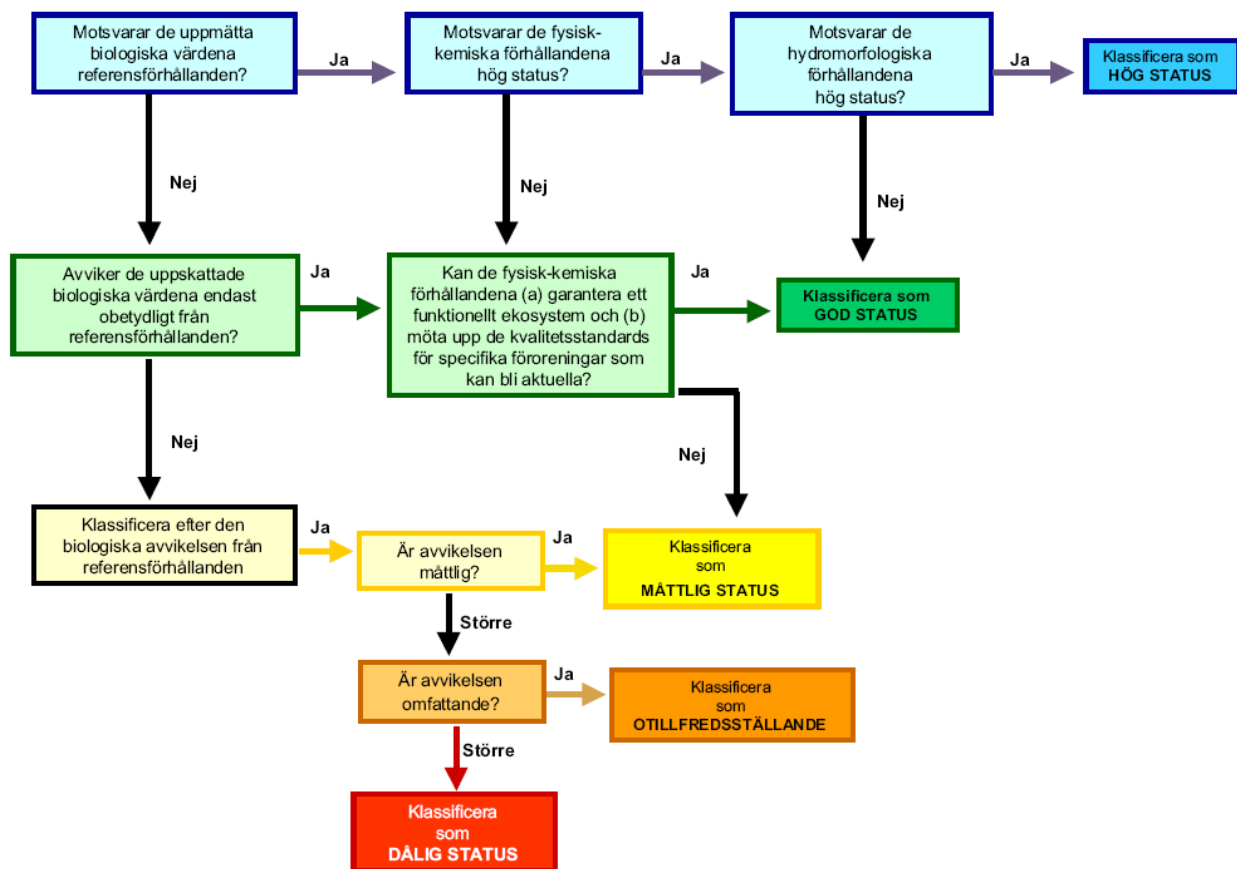 Motsvarar de uppmätta
biologiska värdena
referensförhållanden?
Ja
Motsvarar de fysisk-
kemiska förhållandena
hög status?
Ja
Motsvarar de
hydromorfologiska
förhållandena
hög status?
Ja
Klassificera som
HÖG STATUS
Nej
Nej
Nej
Avviker de uppskattade
biologiska värdena endast
obetydligt från
referensförhållanden?
Ja
Kan de fysisk-kemiska
förhållandena (a) garantera ett
funktionellt ekosystem och (b)
möta upp de kvalitetsstandards
för specifika föroreningar som
kan bli aktuella?
Ja
Klassificera som
GOD STATUS
Nej
Nej
Klassificera efter den
biologiska avvikelsen från
referensförhållanden
Ja
Är avvikelsen
måttlig?
Ja
Klassificera
som
MÅTTLIG STATUS
Större
Är avvikelsen
omfattande?
Ja
Klassificera
som
OTILLFREDSSTÄLLANDE
Större
Klassificera
som
DÅLIG STATUS